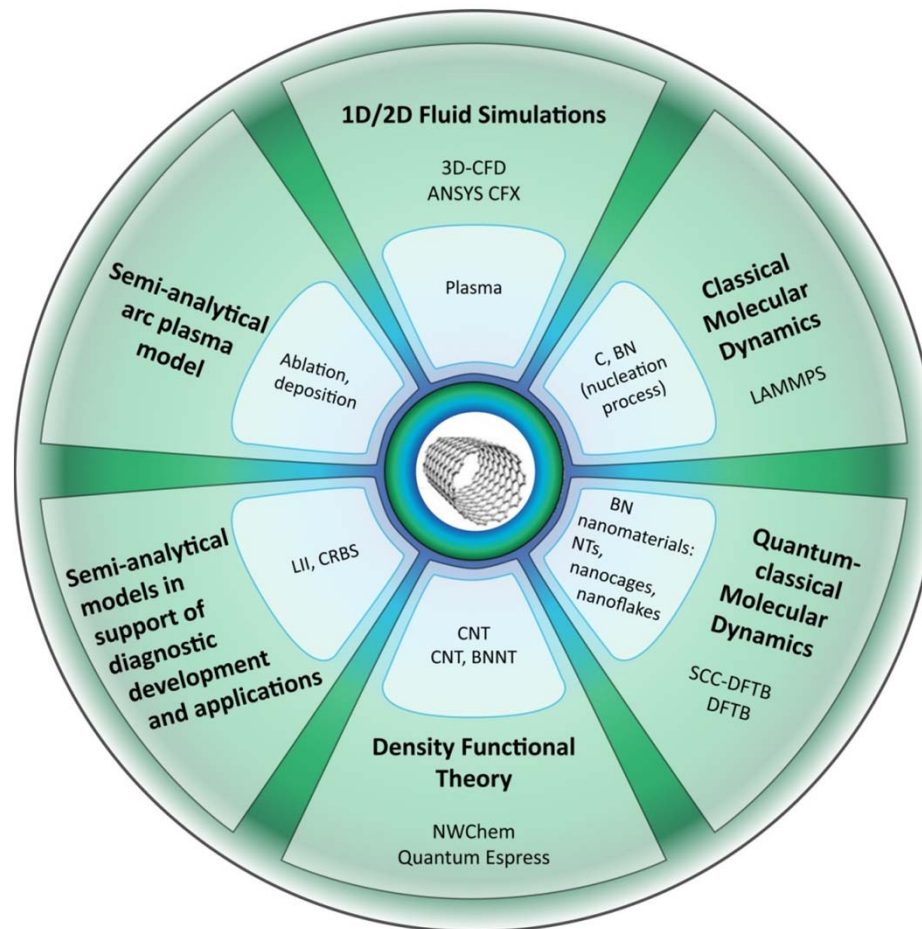 1D/2D Fluid Simulations
3D-CFD
ANSYS CFX
Plasma
Classical
Molecular
Dynamics
LAMMPS
C, BN
(nucleation
process)
Quantum-
classical
Molecular
Dynamics
SCC-DFTB
DFTB
BN
nanomaterials:
NTs,
nanocages,
nanoflakes
CNT
CNT, BNNT
Density Functional
Theory
NWChem
Quantum Espress
Semi-analytical
models in
support of
diagnostic
development
and applications
LII, CRBS
Semi-analytical
arc plasma
model
Ablation,
deposition